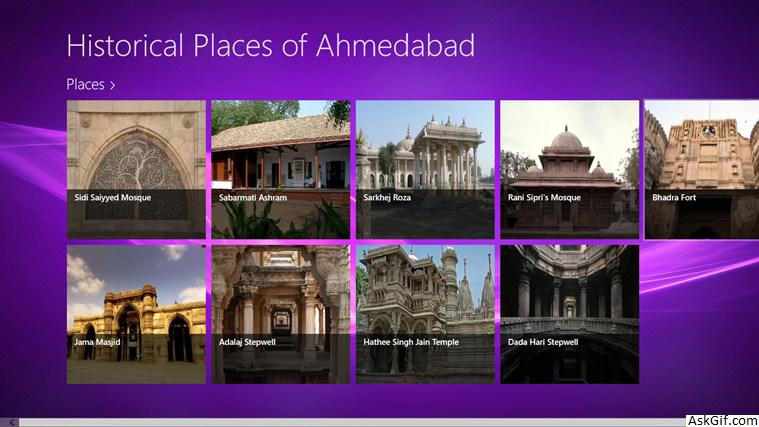 Historical Places of Ahmedabad
Places >
Sidi Saiyyed Mosque
Sabarmati Ashram
Sarkhej Roza
Rani Sipri's Mosque
Bhadra Fort
Jama Masjid
Adalaj Stepwell
Hathee Singh Jain Temple
Dada Hari Stepwell
AskGif.com